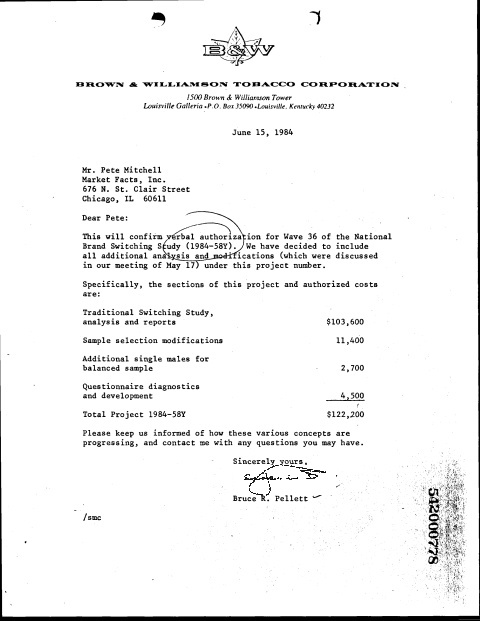 B&W
BROWN & WILLIAMSON TOBACCO CORPORATION
1500 Brown & Williamson Tower
Louisville Galleria • P.O. Box 35090 • Louisville, Kentucky 40232
June 15, 1984
Mr. Pete Mitchell
Market Facts, Inc.
676 N. St. Clair Street
Chicago, IL 60611
Dear Pete:
This will confirm verbal authorization for Wave 36 of the National
Brand Switching Study (1984-58Y). We have decided to include
all additional analysis and modifications (which were discussed
in our meeting of May 17) under this project number.
Specifically, the sections of this project and authorized costs
are:
Traditional Switching Study,
analysis and reports $103,600
Sample selection modifications 11,400
Additional single males for
balanced sample 2,700
Questionnaire diagnostics
and development 4,500
Total Project 1984-58Y $122,200
Please keep us informed of how these various concepts are
progressing, and contact me with any questions you may have.
Sincerely yours,
Bruce R. Pellett
/smc
542000778